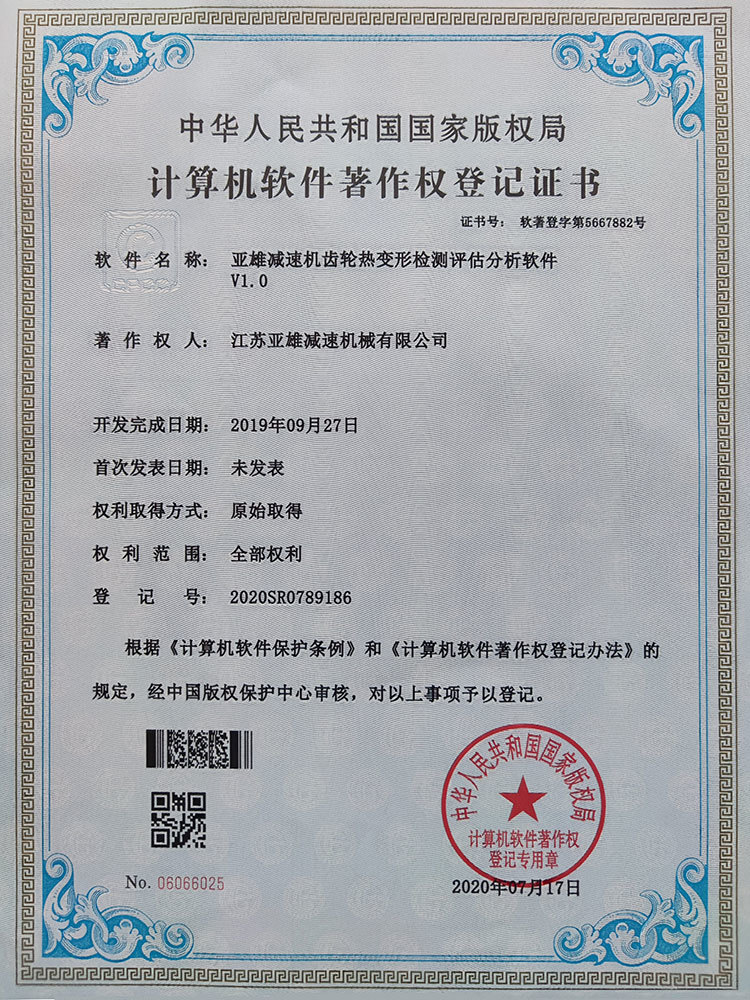 中华人民共和国国家版权局
计算机软件著作权登记证书
证书号： 软著登字第5667882号
软件名称： 亚雄减速机齿轮热变形检测评估分析软件
V1.0
著作权人： 江苏亚雄减速机械有限公司
开发完成日期： 2019年09月27日
首次发表日期： 未发表
权利取得方式： 原始取得
权利范围： 全部权利
登记号： 2020SR0789186
根据《计算机软件保护条例》和《计算机软件著作权登记办法》的
规定，经中国版权保护中心审核，对以上事项予以登记。
中华人民共和国国家版权局
计算机软件著作权
登记专用章
No. 06066025
2020年07月17日